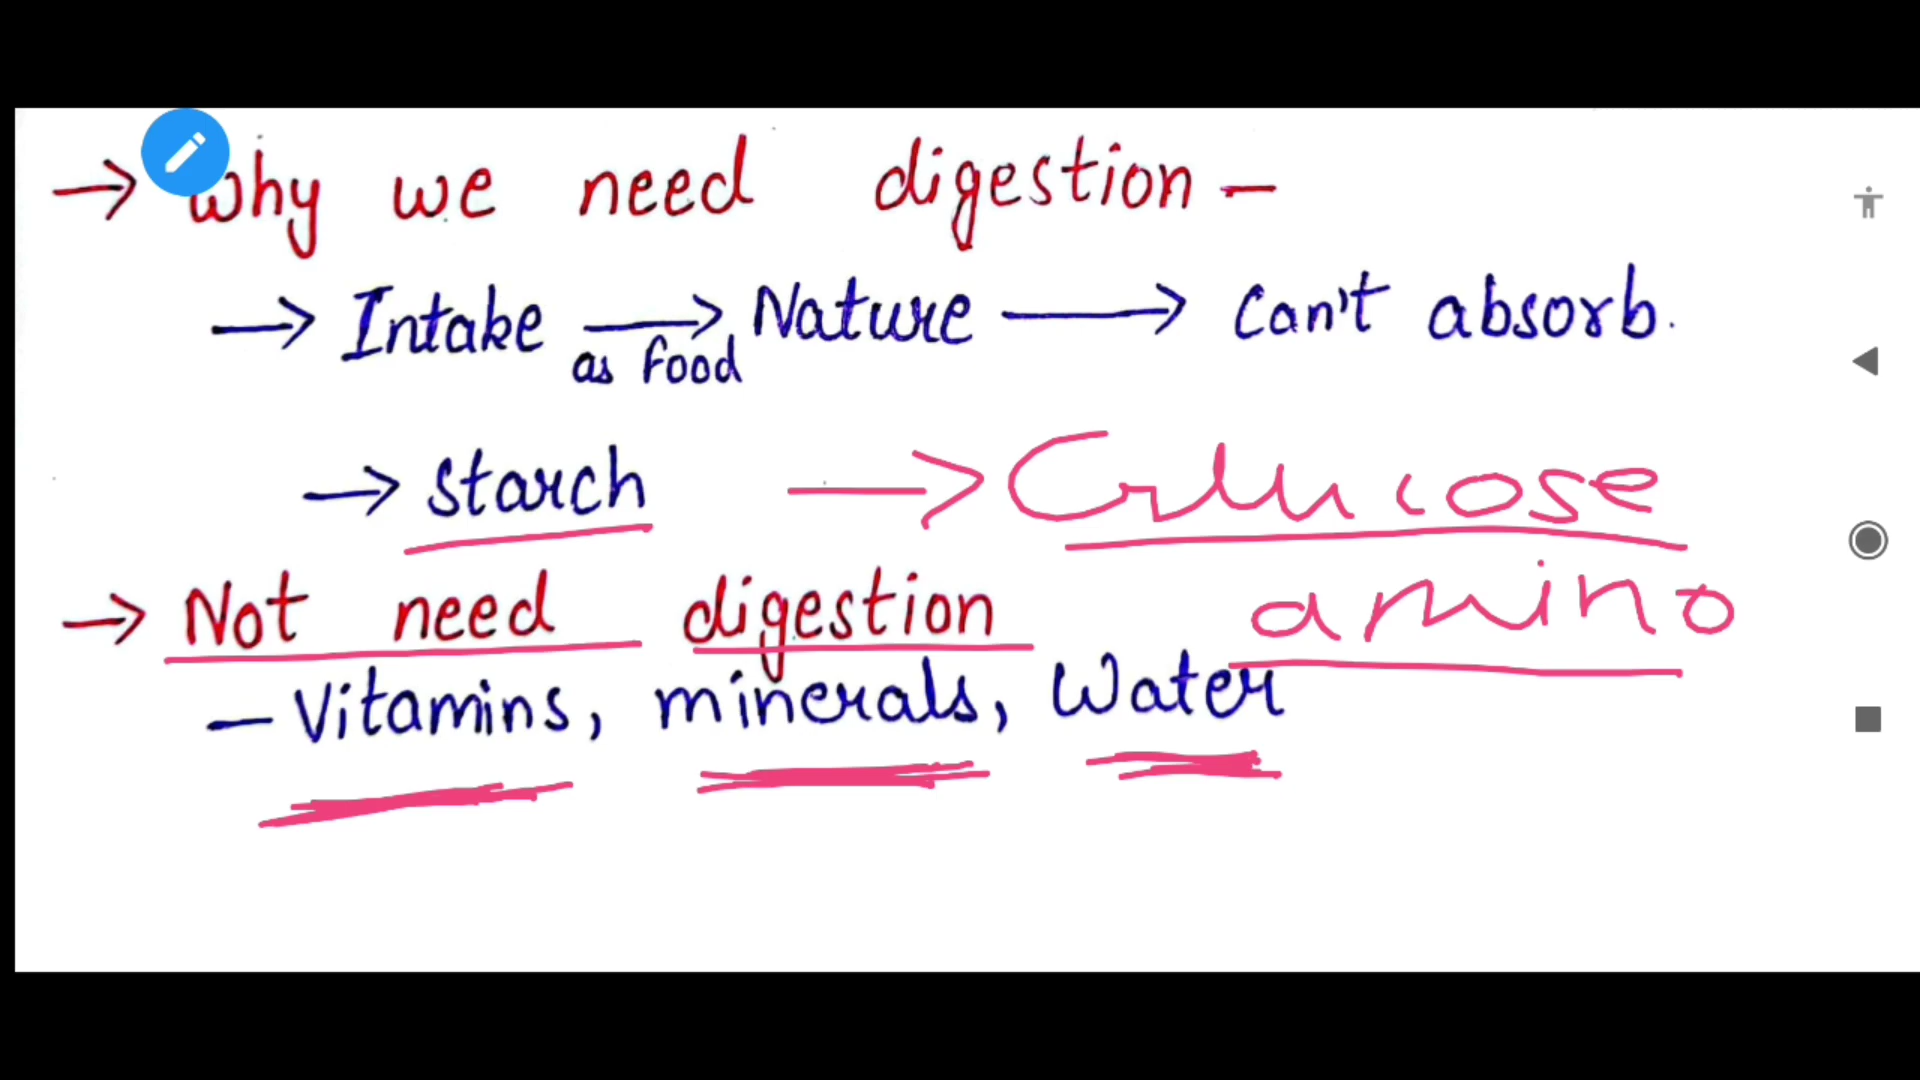 → Why we need digestion -
→ Intake → Nature → Can't absorb.
as Food
→ starch → Glucose
→ Not need digestion amino
- Vitamins, minerals, Water